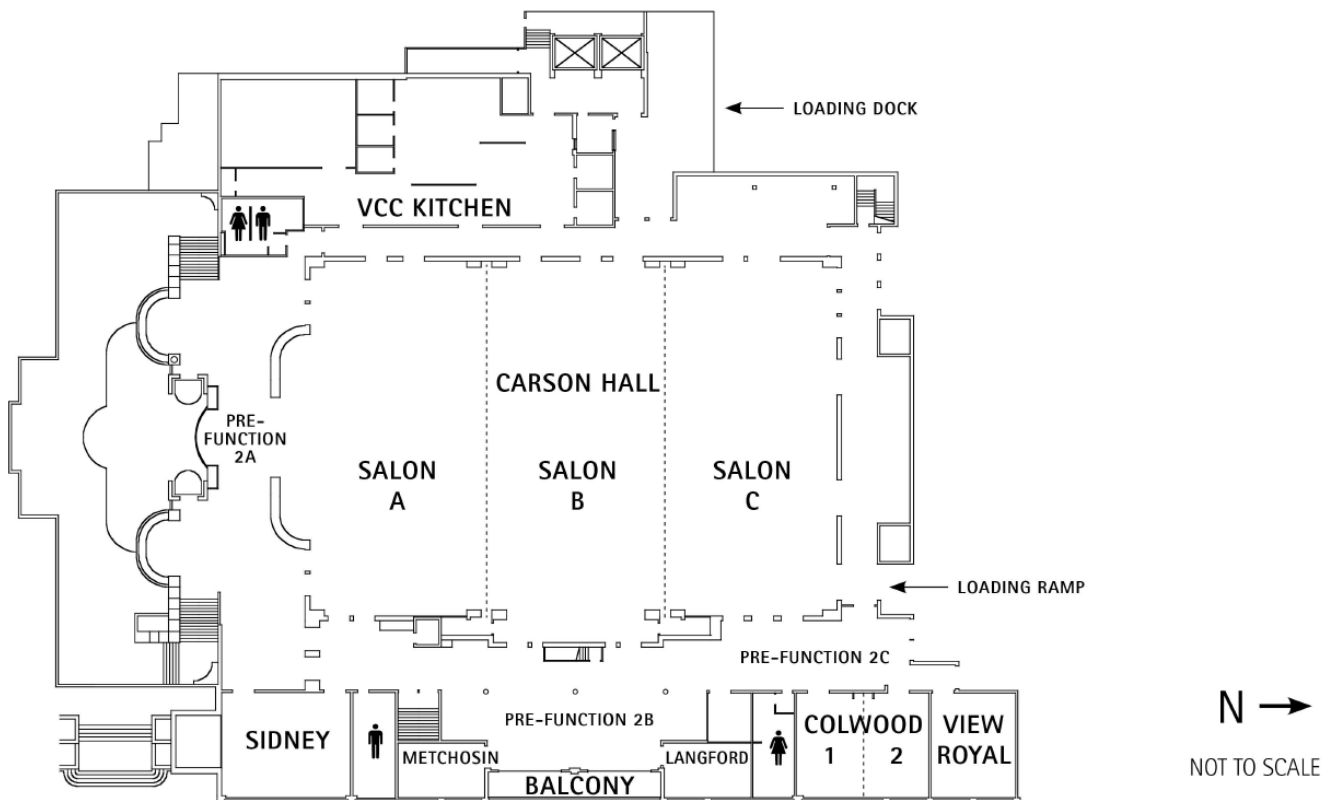 LOADING DOCK
VCC KITCHEN
CARSON HALL
PRE-
FUNCTION
2A
SALON
A
SALON
B
SALON
C
LOADING RAMP
PRE-FUNCTION 2C
PRE-FUNCTION 2B
SIDNEY
METCHOSIN
BALCONY
LANGFORD
COLWOOD
1 2
VIEW
ROYAL
N
NOT TO SCALE